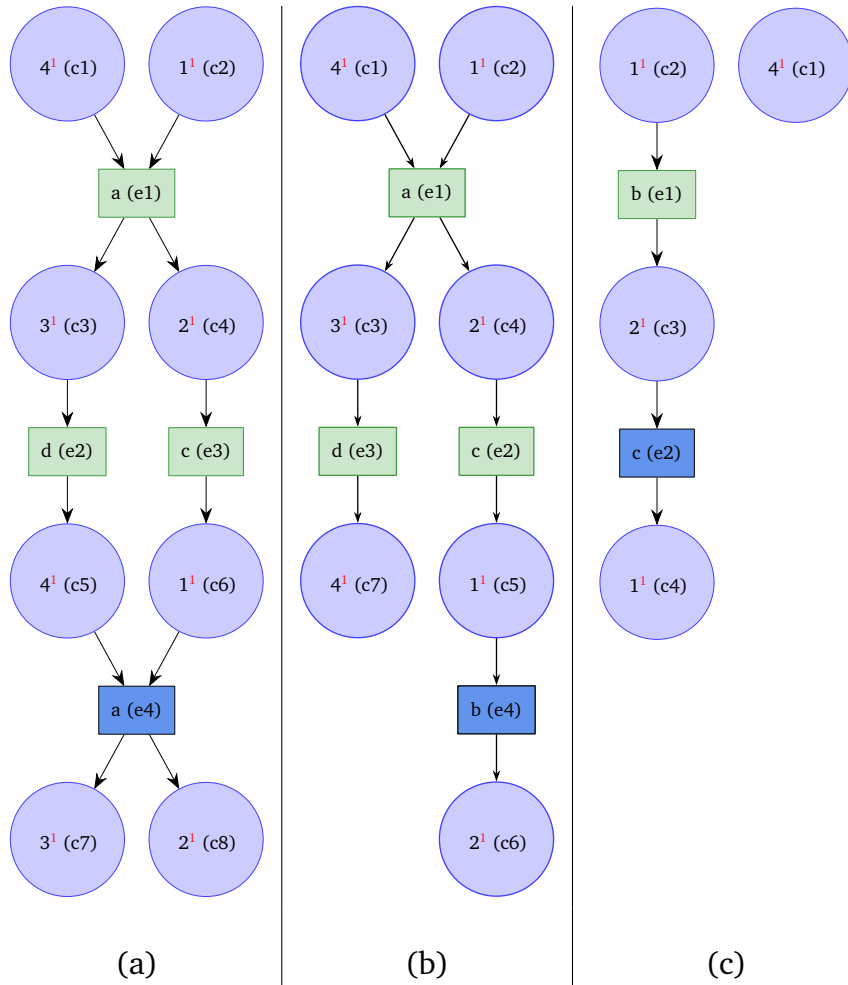 4¹ (c1)
1¹ (c2)
a (e1)
3¹ (c3)
2¹ (c4)
d (e2)
c (e3)
4¹ (c5)
1¹ (c6)
a (e4)
3¹ (c7)
2¹ (c8)
(a)
4¹ (c1)
1¹ (c2)
a (e1)
3¹ (c3)
2¹ (c4)
d (e3)
c (e2)
4¹ (c7)
1¹ (c5)
b (e4)
2¹ (c6)
(b)
1¹ (c2)
4¹ (c1)
b (e1)
2¹ (c3)
c (e2)
1¹ (c4)
(c)